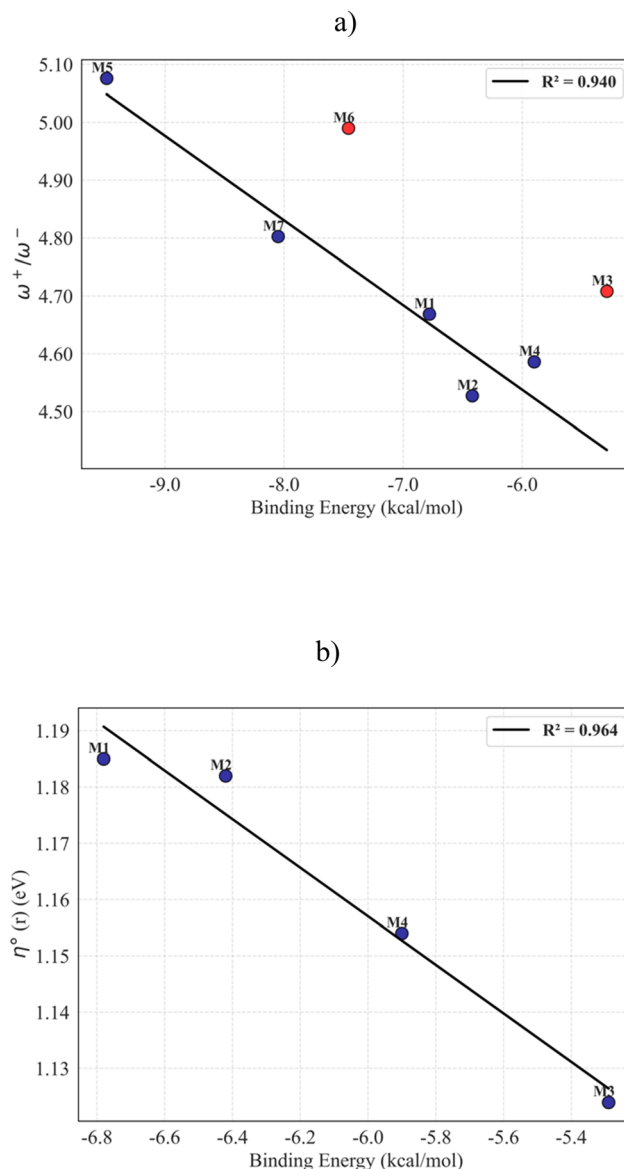 a)
M5
5.10
R² = 0.940
M6
5.00
4.90
M7
4.80
M3
M1
4.70
M4
4.60
M2
4.50
ω⁺/ω⁻
-9.0 -8.0 -7.0 -6.0
Binding Energy (kcal/mol)
b)
R² = 0.964
1.19
M1
M2
1.18
1.17
1.16
M4
1.15
1.14
1.13
M3
η° (r) (eV)
-6.8 -6.6 -6.4 -6.2 -6.0 -5.8 -5.6 -5.4
Binding Energy (kcal/mol)